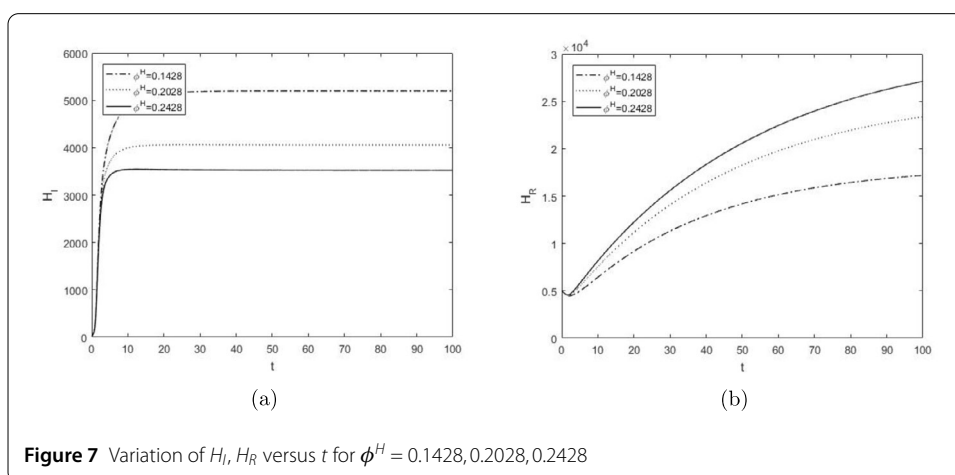 6000
5000
4000
3000
2000
1000
0
H_I
ϕ^H=0.1428
ϕ^H=0.2028
ϕ^H=0.2428
0 10 20 30 40 50 60 70 80 90 100
t
(a)
×10^4
3
2.5
2
1.5
1
0.5
0
H_R
ϕ^H=0.1428
ϕ^H=0.2028
ϕ^H=0.2428
0 10 20 30 40 50 60 70 80 90 100
t
(b)
Figure 7 Variation of H_I, H_R versus t for ϕ^H = 0.1428, 0.2028, 0.2428